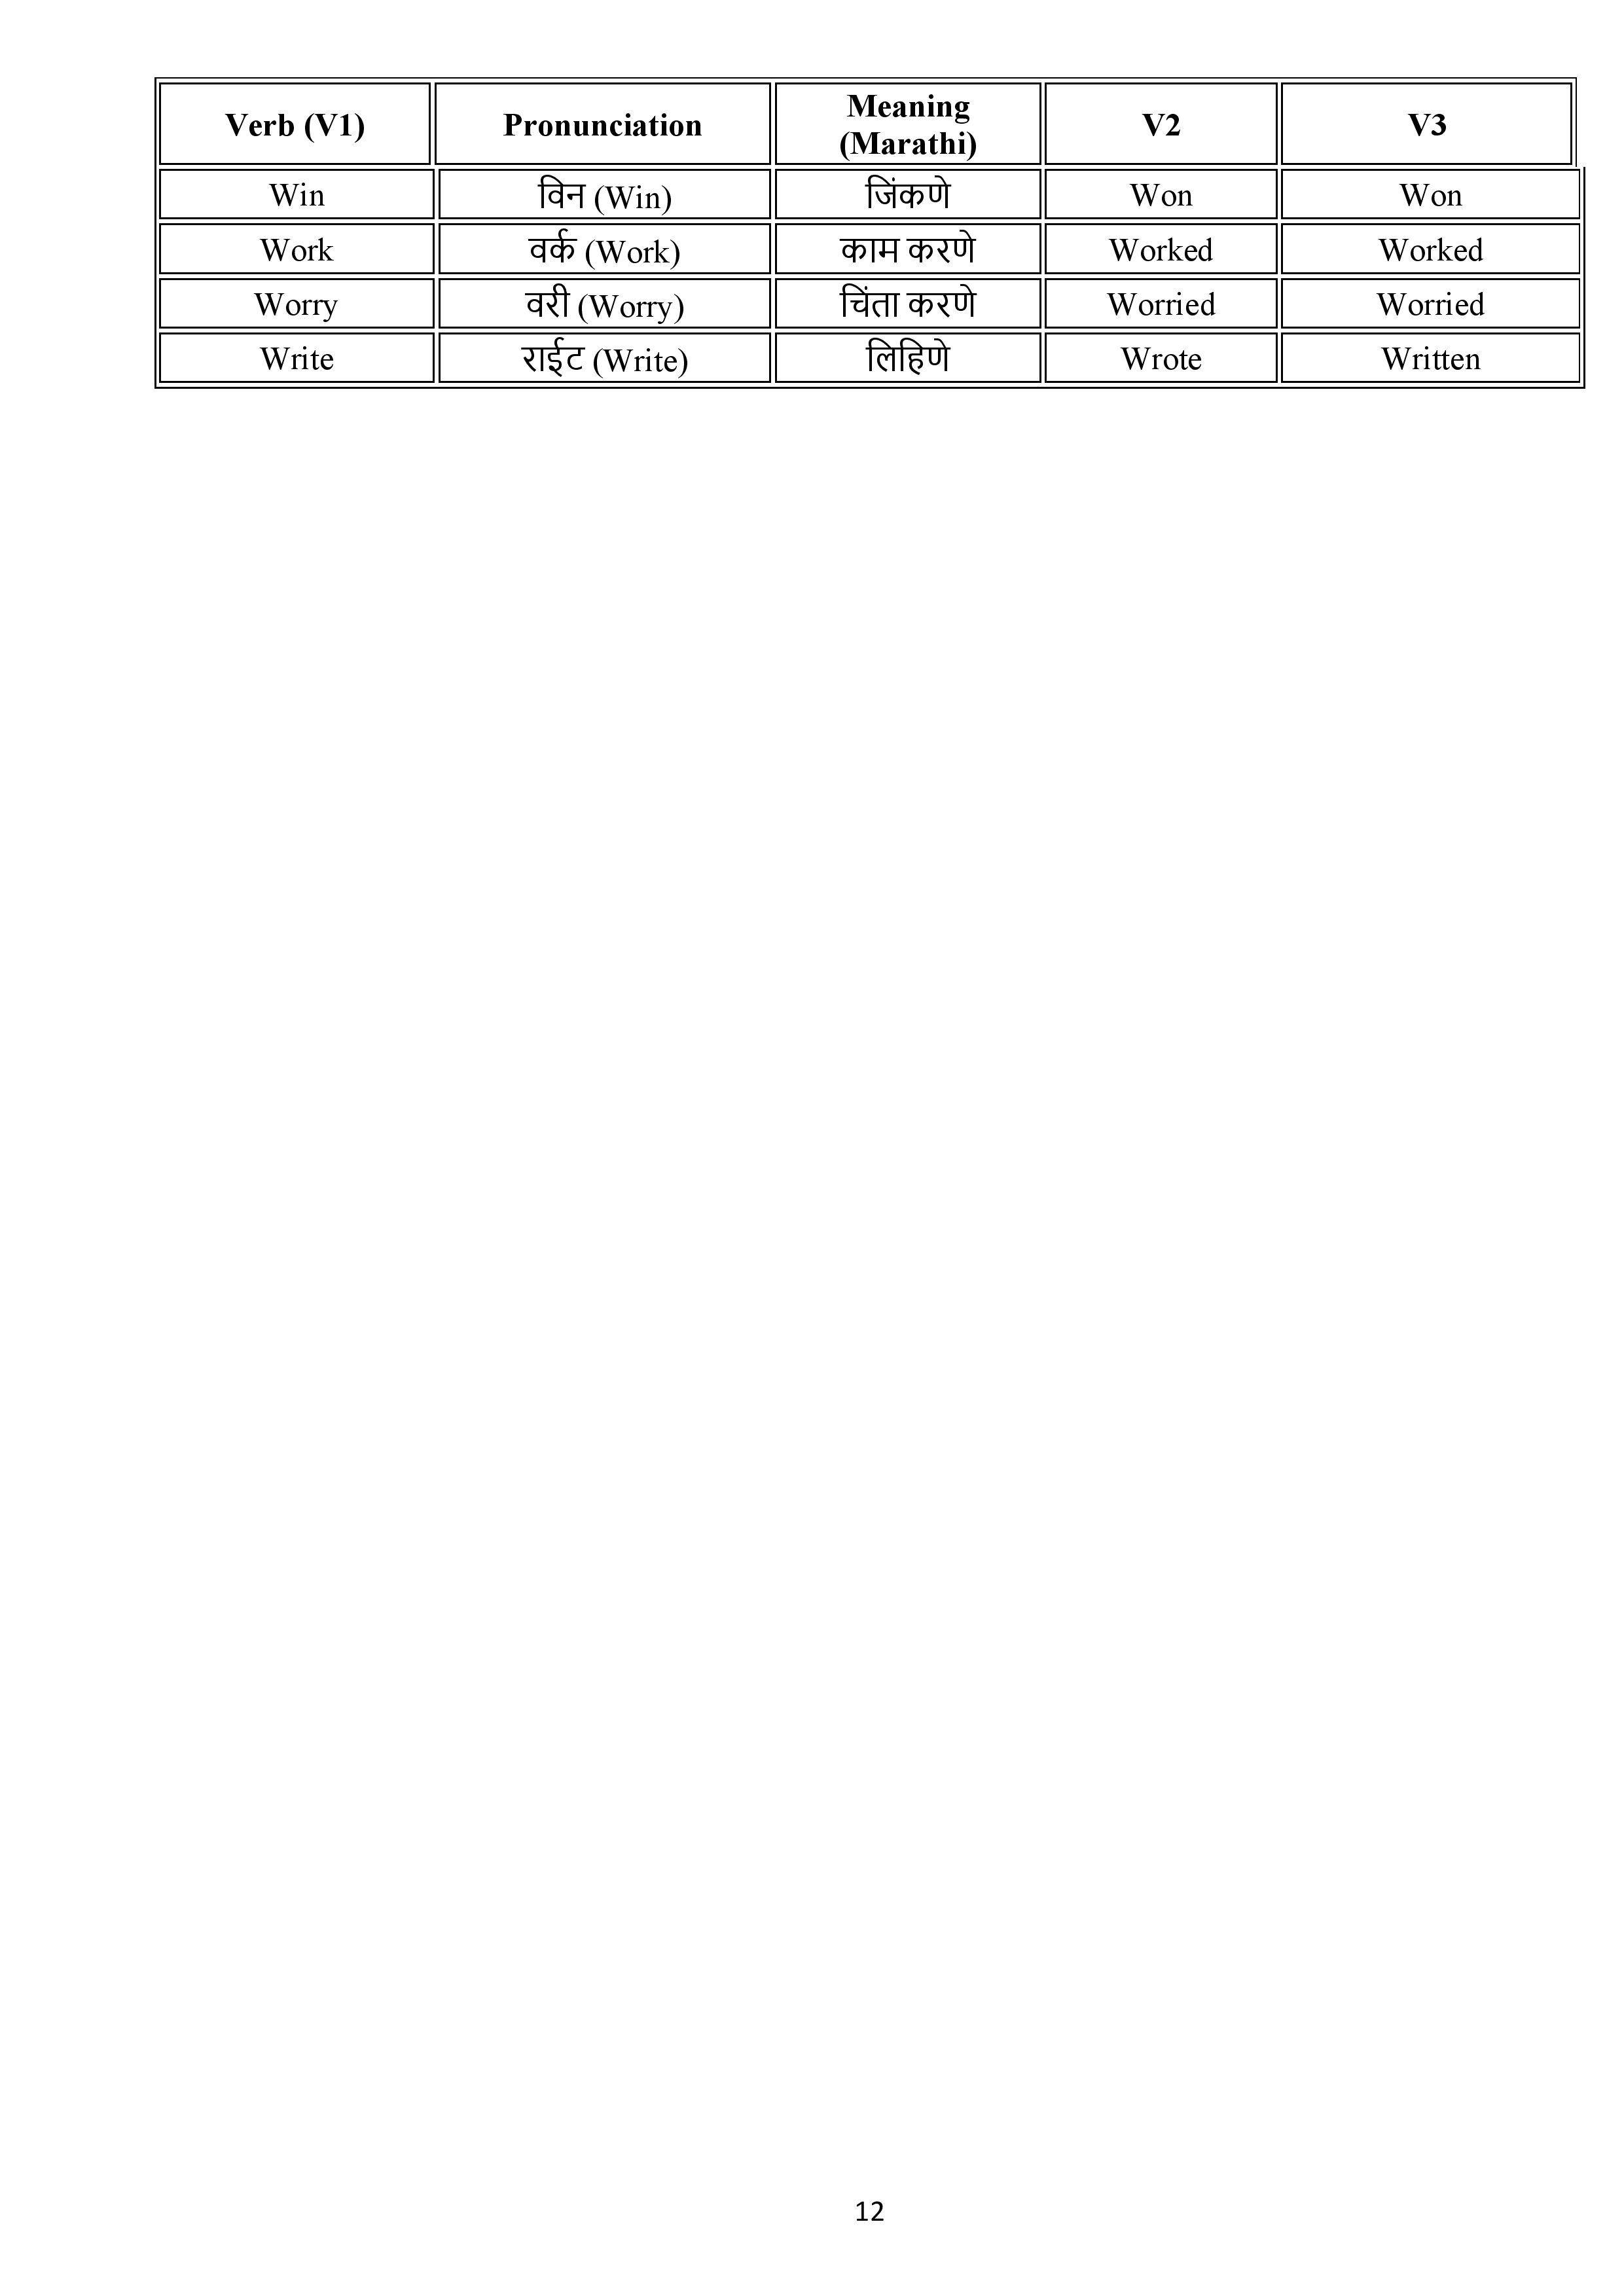 Verb (V1) Pronunciation Meaning (Marathi) V2 V3
Win विन (Win) जिंकणे Won Won
Work वर्क (Work) काम करणे Worked Worked
Worry वरी (Worry) चिंता करणे Worried Worried
Write राईट (Write) लिहिणे Wrote Written
12